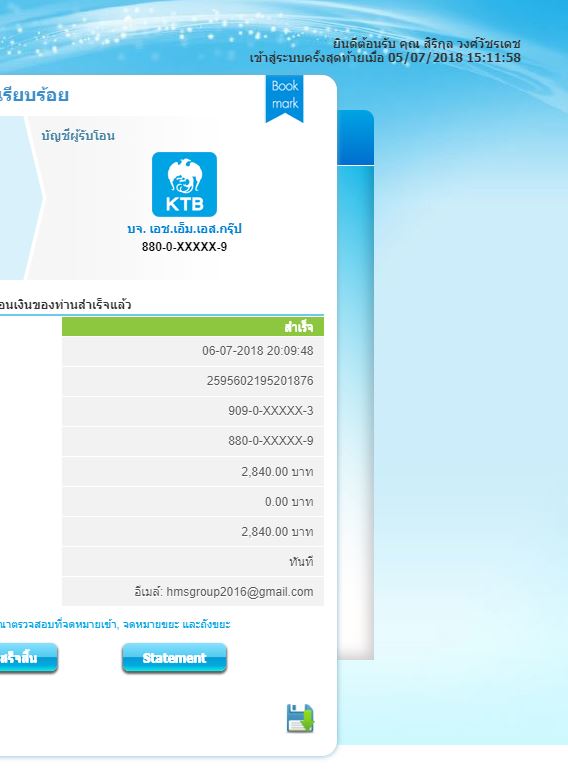 ยินดีต้อนรับ คุณ สิริกุล วงศ์วัชรเดช
เข้าสู่ระบบครั้งสุดท้ายเมื่อ 05/07/2018 15:11:58
เรียบร้อย
Book
mark
บัญชีผู้รับโอน
KTB
บจ. เอช.เอ็ม.เอส.กรุ๊ป
880-0-XXXXX-9
อนเงินของท่านสำเร็จแล้ว
สำเร็จ
06-07-2018 20:09:48
2595602195201876
909-0-XXXXX-3
880-0-XXXXX-9
2,840.00 บาท
0.00 บาท
2,840.00 บาท
ทันที
อีเมล์: hmsgroup2016@gmail.com
ณาตรวจสอบที่จดหมายเข้า, จดหมายขยะ และถังขยะ
สร็จสิ้น
Statement